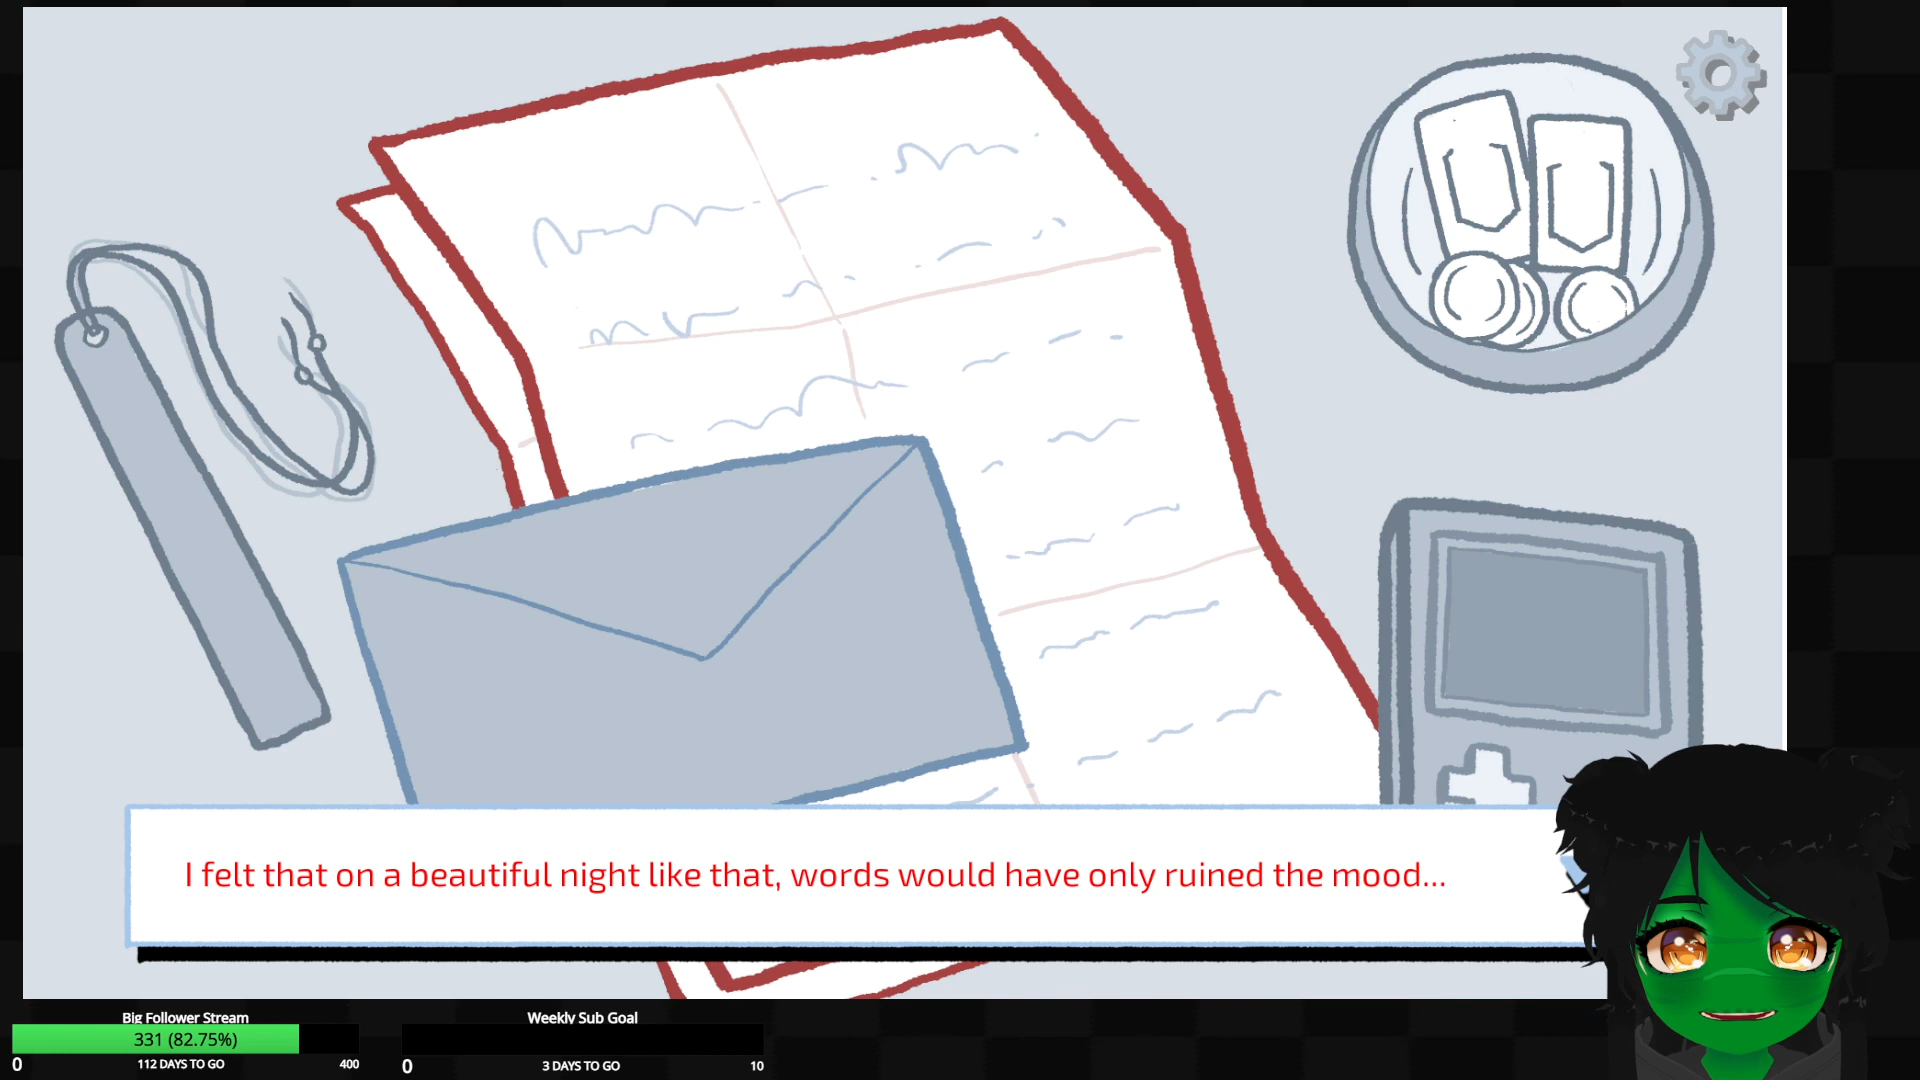 I felt that on a beautiful night like that, words would have only ruined the mood...
Big Follower Stream
331 (82.75%)
0
112 DAYS TO GO
400
Weekly Sub Goal
0
3 DAYS TO GO
10